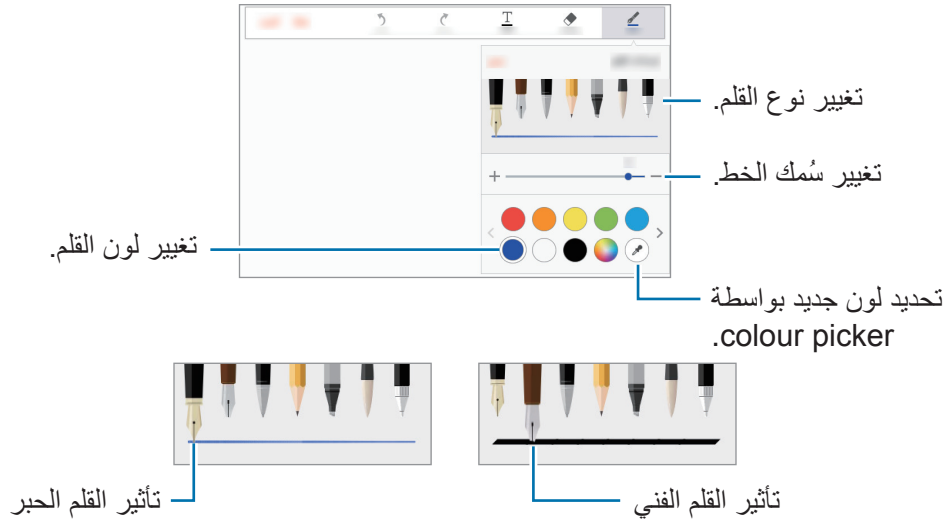 T
تغيير نوع القلم.
تغيير سُمك الخط.
تغيير لون القلم.
تحديد لون جديد بواسطة
colour picker.
تأثير القلم الفني
تأثير القلم الحبر